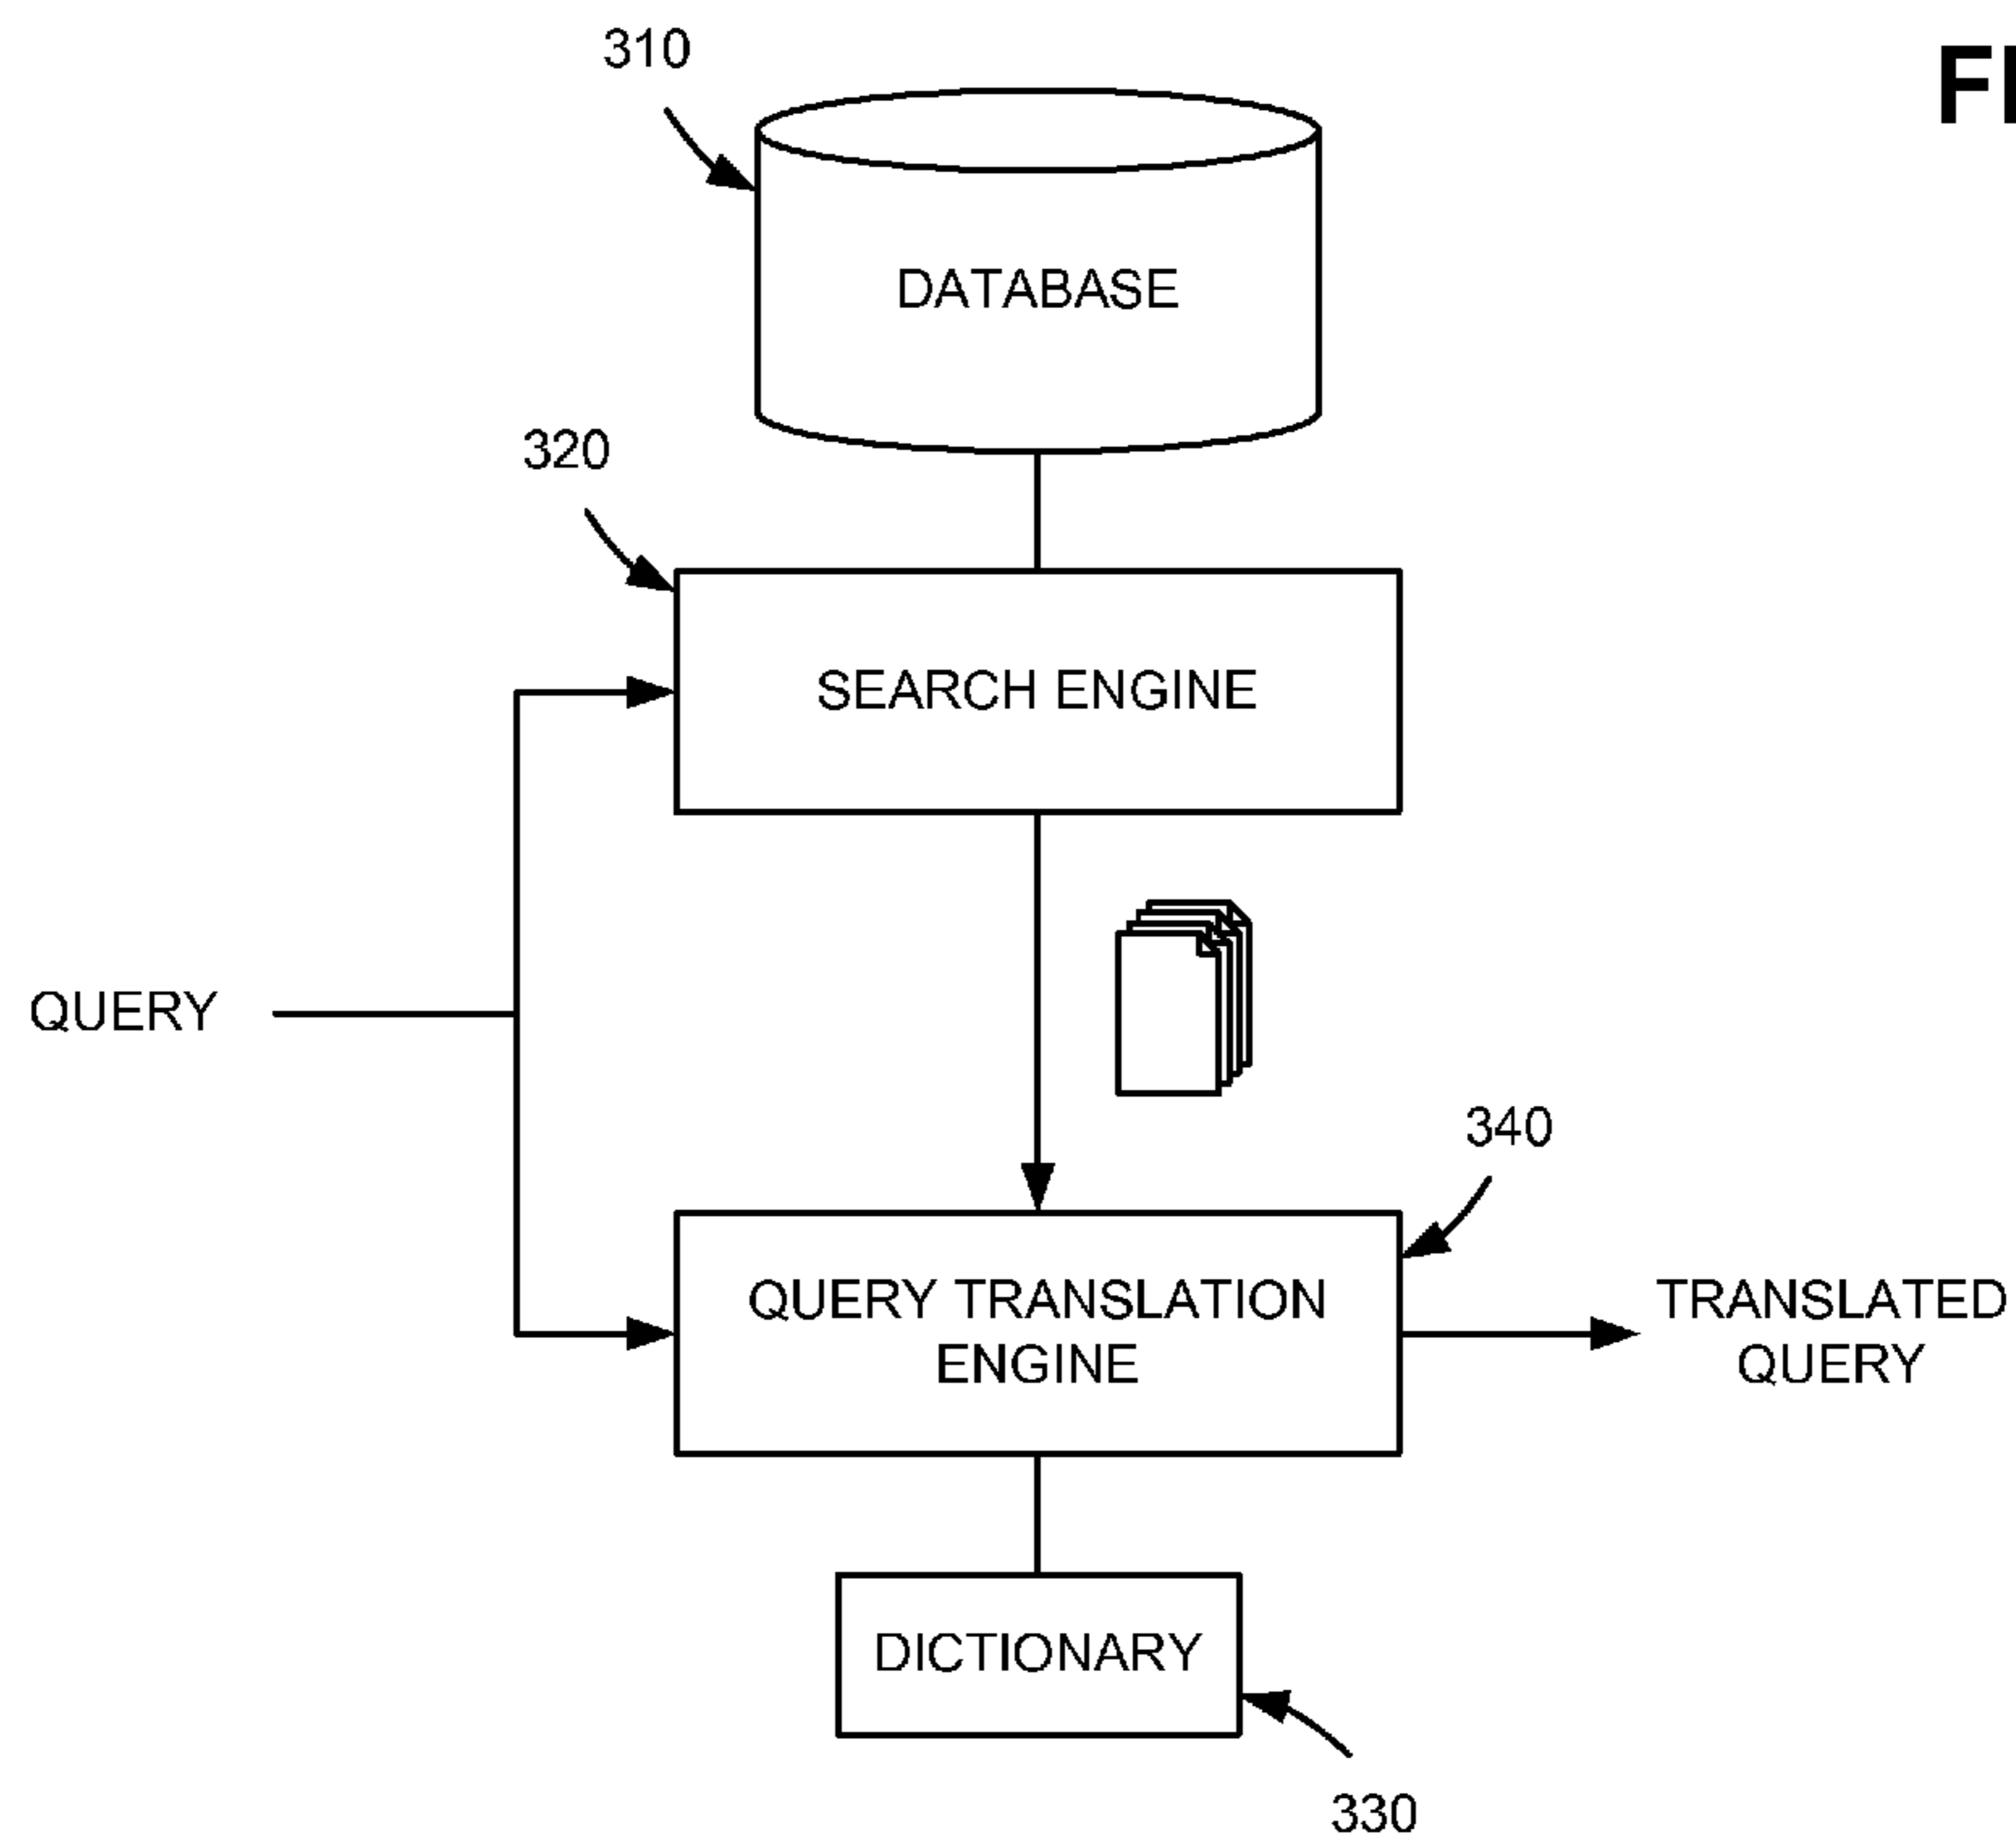 310
FI
DATABASE
320
SEARCH ENGINE
QUERY
340
QUERY TRANSLATION
ENGINE
TRANSLATED
QUERY
DICTIONARY
330